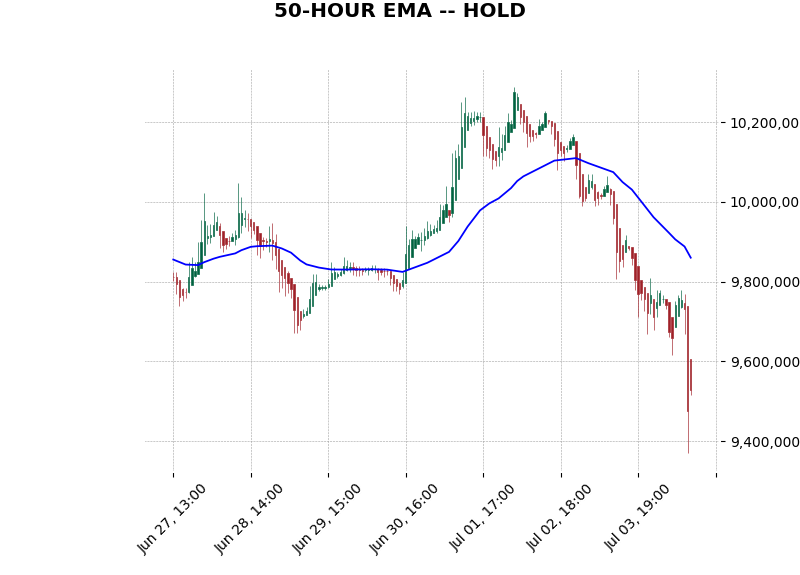 50-HOUR EMA -- HOLD
10,200,00
10,000,00
9,800,000
9,600,000
9,400,000
Jun 27, 13:00
Jun 28, 14:00
Jun 29, 15:00
Jun 30, 16:00
Jul 01, 17:00
Jul 02, 18:00
Jul 03, 19:00